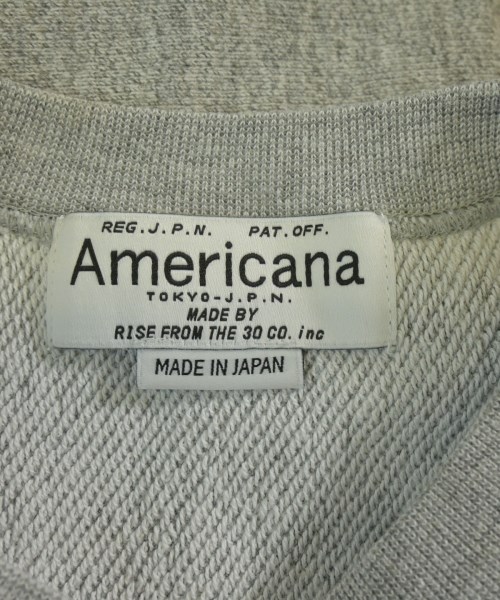 REG.J.P.N. PAT.OFF.
Americana
TOKYO-J.P.N.
MADE BY
RISE FROM THE 30 CO. inc
MADE IN JAPAN